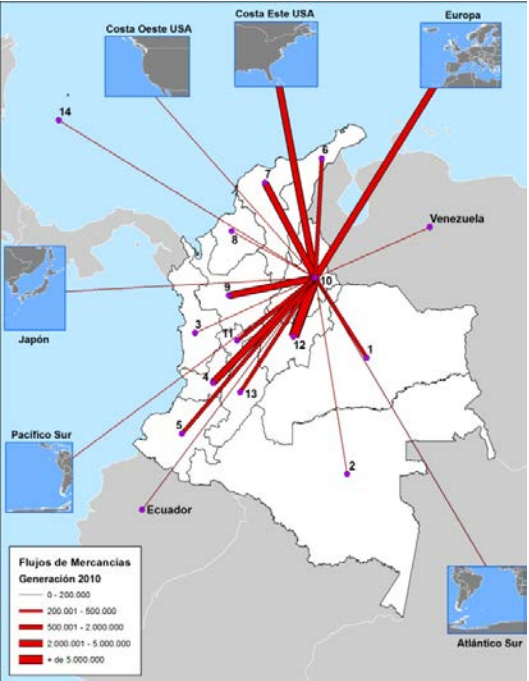 Costa Oeste USA
Costa Este USA
Europa
14
6
7
Venezuela
8
10
9
Japón
3
11
12
1
4
13
5
Pacífico Sur
2
Ecuador
Flujos de Mercancias
Generación 2010
0 - 200.000
200.001 - 500.000
500.001 - 2.000.000
2.000.001 - 5.000.000
+ de 5.000.000
Atlántico Sur